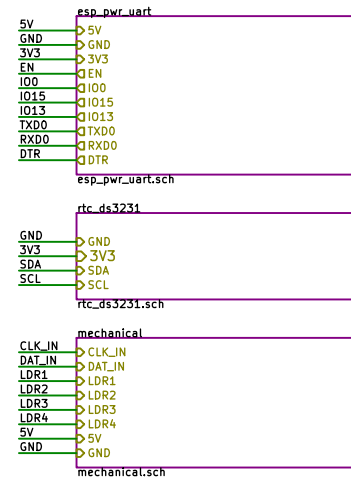 esp_pwr_uart
5V 5V
GND GND
3V3 3V3
EN EN
IO0 IO0
IO15 IO15
IO13 IO13
TXD0 TXD0
RXD0 RXD0
DTR DTR
esp_pwr_uart.sch
rtc_ds3231
GND GND
3V3 3V3
SDA SDA
SCL SCL
rtc_ds3231.sch
mechanical
CLK_IN CLK_IN
DAT_IN DAT_IN
LDR1 LDR1
LDR2 LDR2
LDR3 LDR3
LDR4 LDR4
5V 5V
GND GND
mechanical.sch